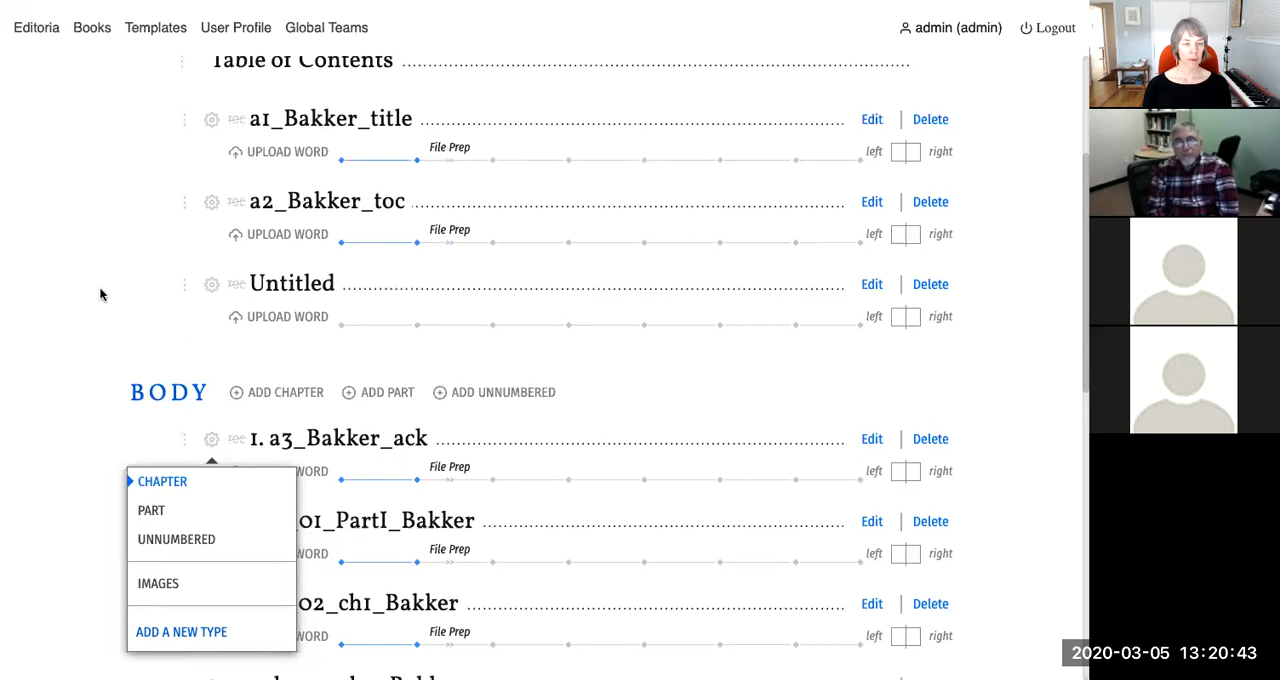 Editoria Books Templates User Profile Global Teams admin (admin) Logout
Table of Contents
TOC a1_Bakker_title Edit | Delete
UPLOAD WORD File Prep left right
TOC a2_Bakker_toc Edit | Delete
UPLOAD WORD File Prep left right
TOC Untitled Edit | Delete
UPLOAD WORD left right
BODY ADD CHAPTER ADD PART ADD UNNUMBERED
TOC 1. a3_Bakker_ack Edit | Delete
WORD File Prep left right
CHAPTER
PART
01_PartI_Bakker Edit | Delete
UNNUMBERED
WORD File Prep left right
IMAGES
02_ch1_Bakker Edit | Delete
ADD A NEW TYPE
WORD File Prep left right
2020-03-05 13:20:43